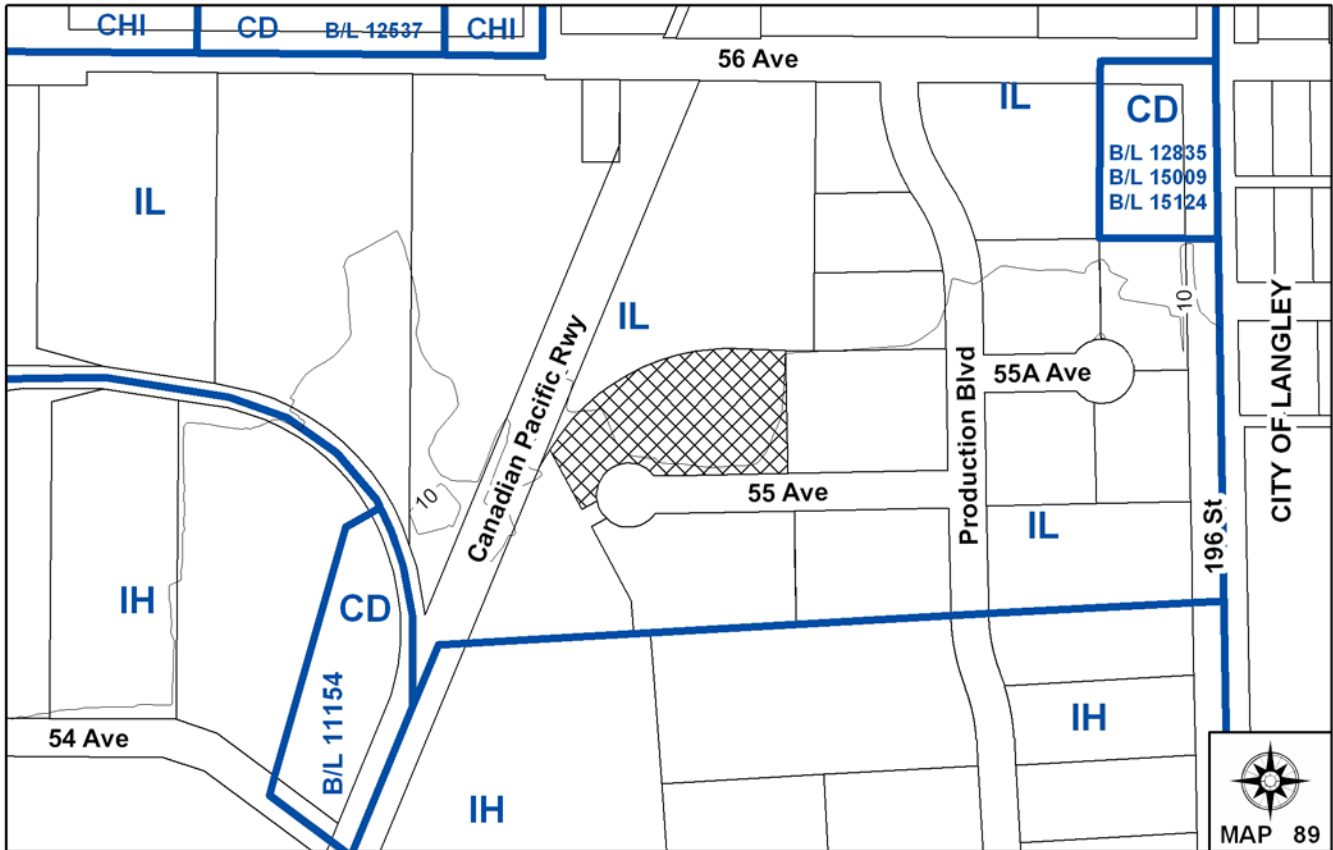 CHI
CD
B/L 12537
CHI
56 Ave
IL
IL
CD
B/L 12835
B/L 15009
B/L 15124
IL
10
CITY OF LANGLEY
Canadian Pacific Rwy
55A Ave
Production Blvd
10
55 Ave
IL
196 St
IH
CD
B/L 11154
54 Ave
IH
IH
MAP 89